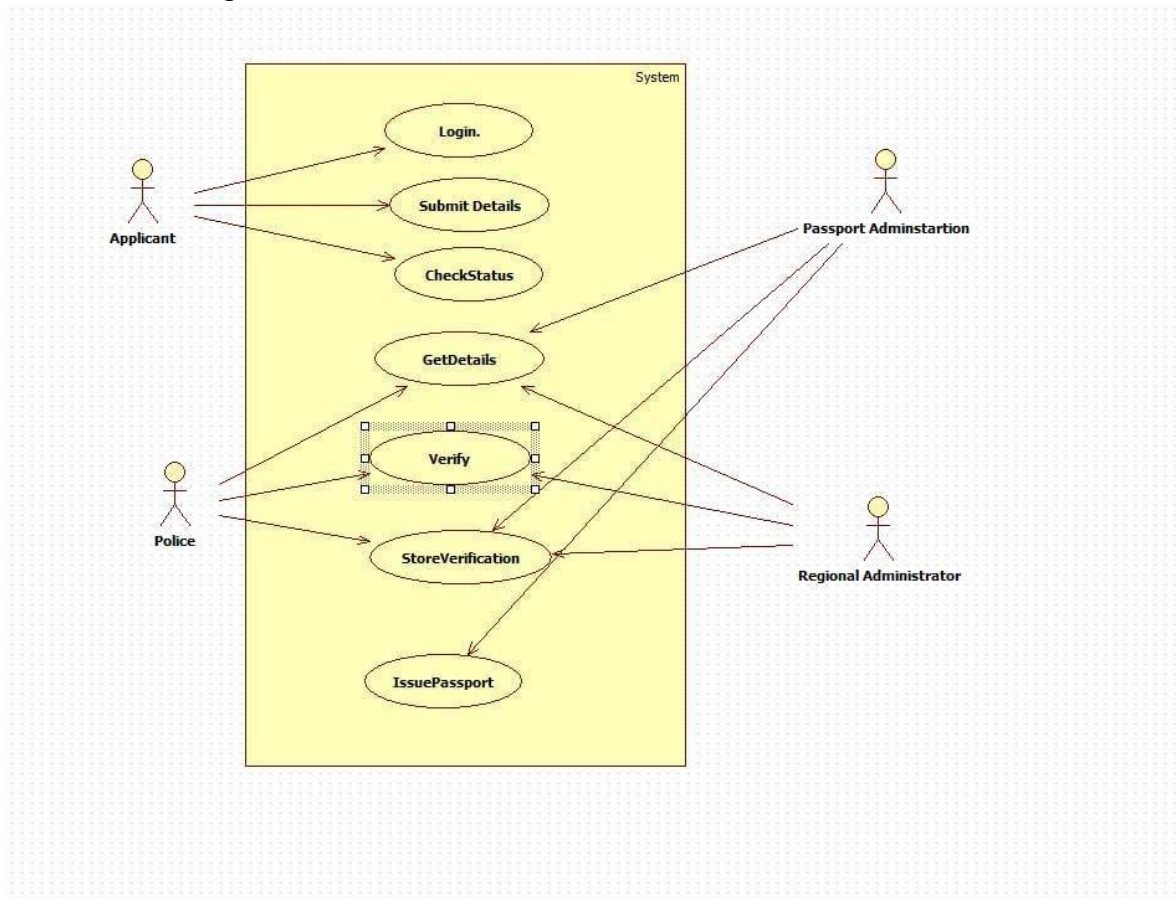 System
Login.
Applicant
Submit Details
Passport Adminstartion
CheckStatus
GetDetails
Verify
Police
StoreVerification
Regional Administrator
IssuePassport